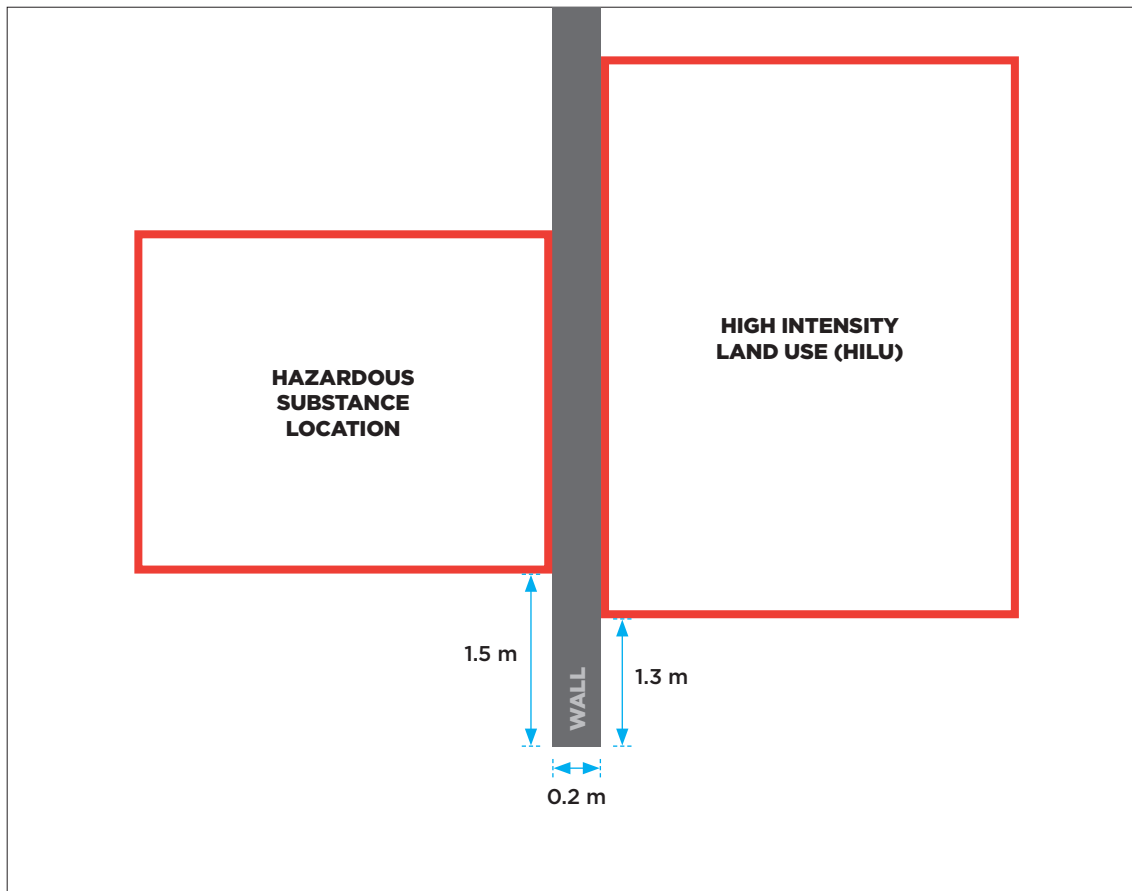 HIGH INTENSITY
LAND USE (HILU)
HAZARDOUS
SUBSTANCE
LOCATION
1.5 m
WALL
1.3 m
0.2 m